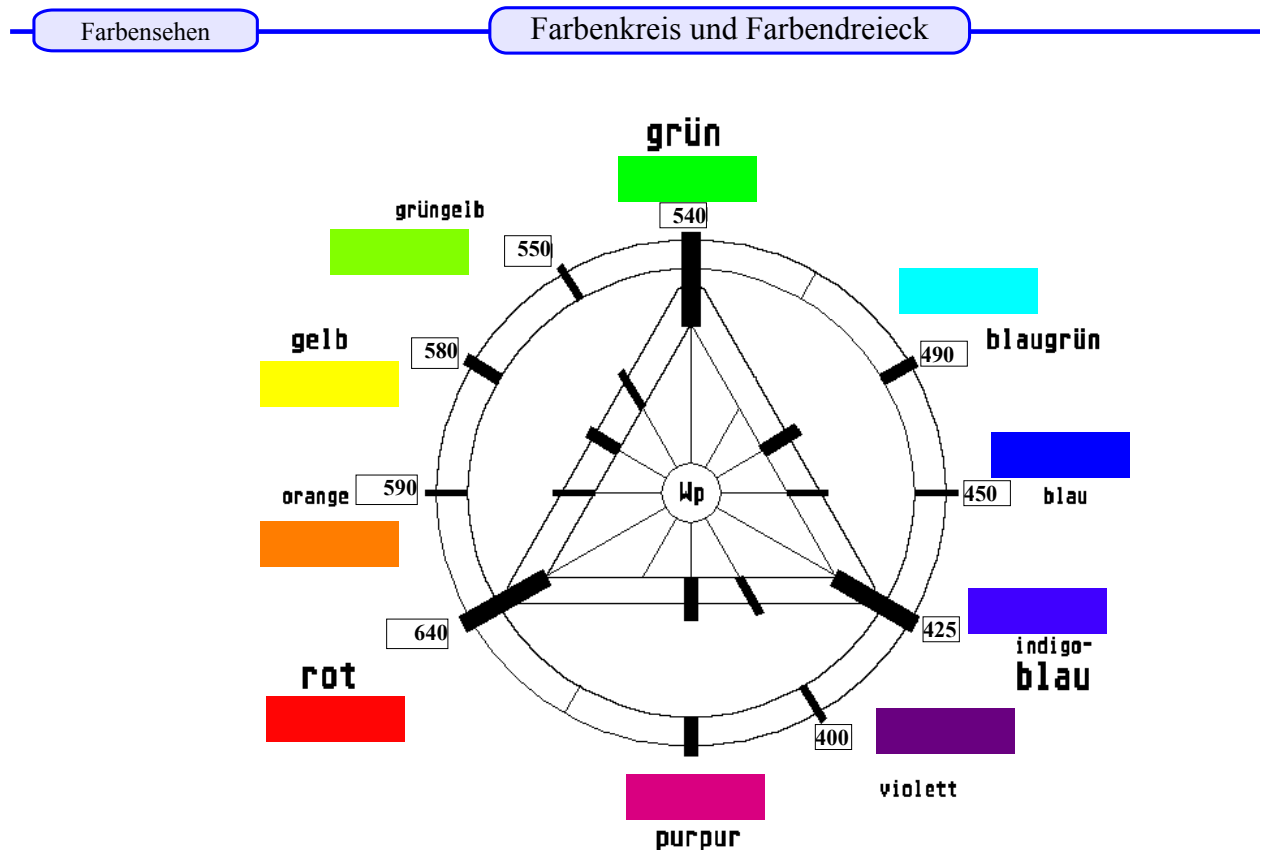 Farbensehen
Farbenkreis und Farbendreieck
grün
540
grüngelb
550
blaugrün
490
gelb
580
orange
590
Wp
450
blau
640
rot
425
indigo-
blau
400
violett
purpur